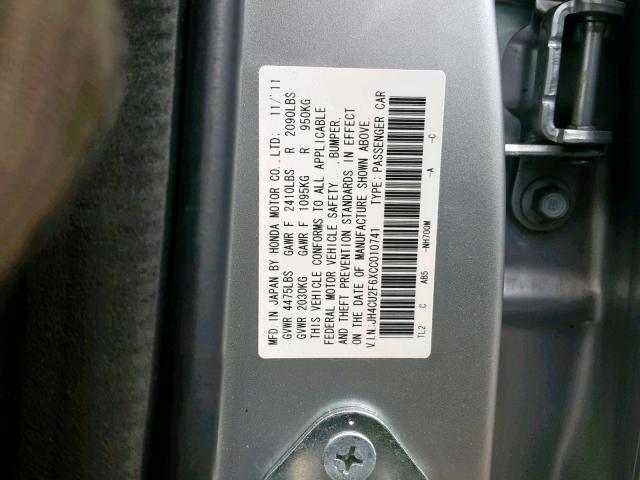 MFD. IN JAPAN BY HONDA MOTOR CO., LTD. 11/'11
GVWR 4475LBS GAWR F 2410LBS R 2090LBS
GVWR 2030KG GAWR F 1095KG R 950KG
THIS VEHICLE CONFORMS TO ALL APPLICABLE
FEDERAL MOTOR VEHICLE SAFETY , BUMPER,
AND THEFT PREVENTION STANDARDS IN EFFECT
ON THE DATE OF MANUFACTURE SHOWN ABOVE.
V.I.N:JH4CU2F6XCC010741 TYPE: PASSENGER CAR
TL2 C AB5 -NH700M -A -C